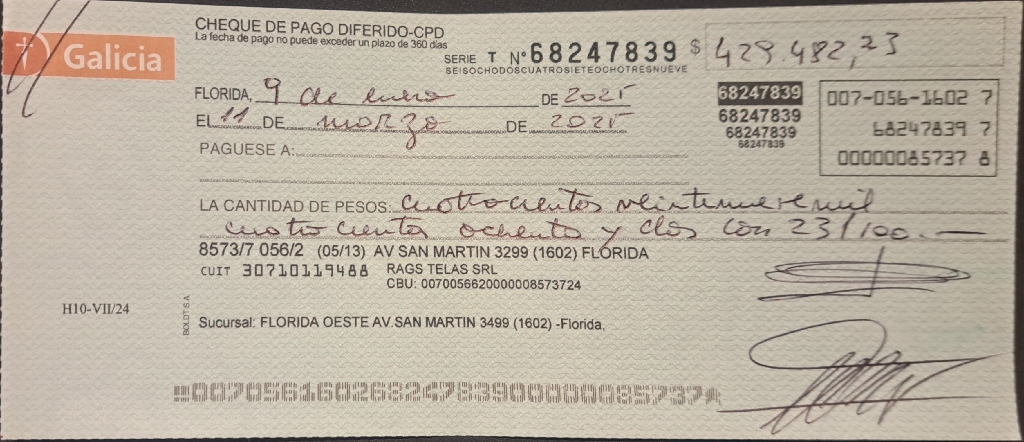 Galicia
CHEQUE DE PAGO DIFERIDO-CPD
La fecha de pago no puede exceder un plazo de 360 días
SERIE T N° 68247839 $ 429.482,23
SEISOCHODOSCUATROSIETEOCHOTRESNUEVE
FLORIDA, 9 de enero DE 2025
EL 11 DE marzo DE 2025
PAGUESE A:
68247839
68247839
68247839
68247839
007-056-1602 7
68247839 7
00000085737 8
LA CANTIDAD DE PESOS: cuatrocientos veintinueve mil
cuatrocientos ochenta y dos con 23/100.—
8573/7 056/2 (05/13) AV SAN MARTIN 3299 (1602) FLORIDA
CUIT 30710119488 RAGS TELAS SRL
CBU: 0070056620000008573724
H10-VII/24
BOLDT S.A
Sucursal: FLORIDA OESTE AV.SAN MARTIN 3499 (1602) -Florida,
00705616026824783900000085737